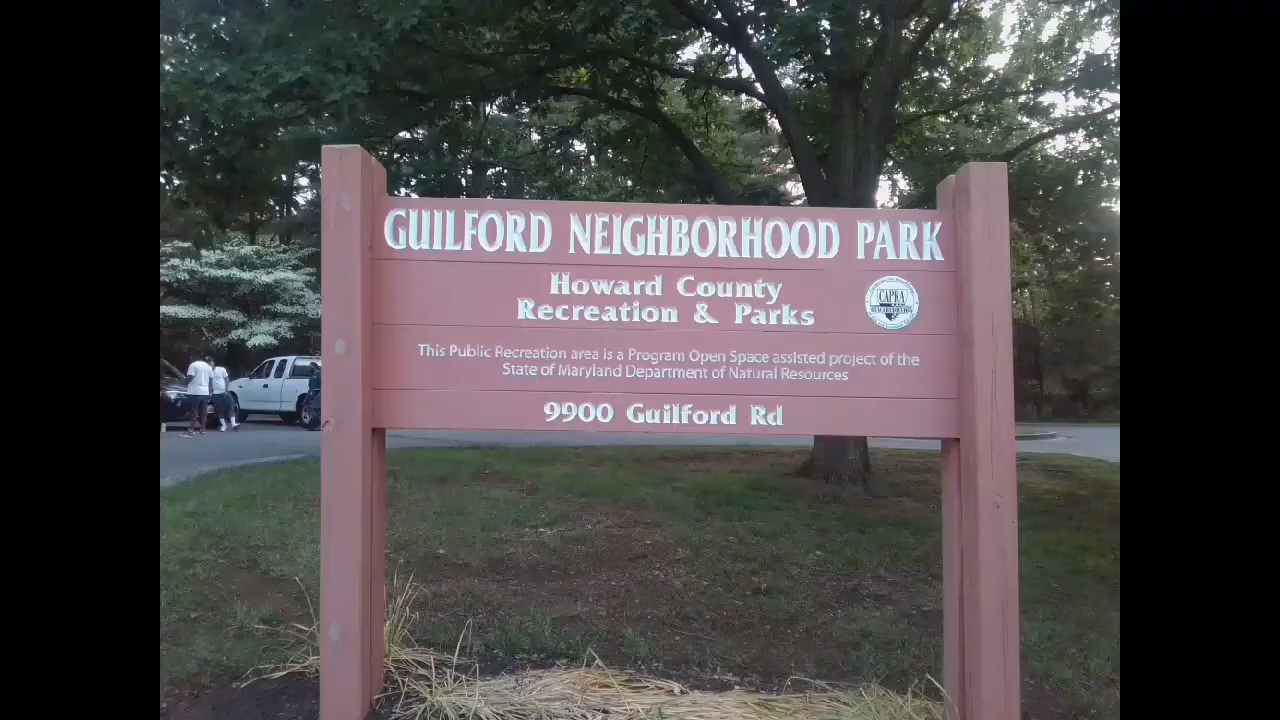 GUILFORD NEIGHBORHOOD PARK
Howard County
Recreation & Parks
CAPRA
This Public Recreation area is a Program Open Space assisted project of the
State of Maryland Department of Natural Resources
9900 Guilford Rd